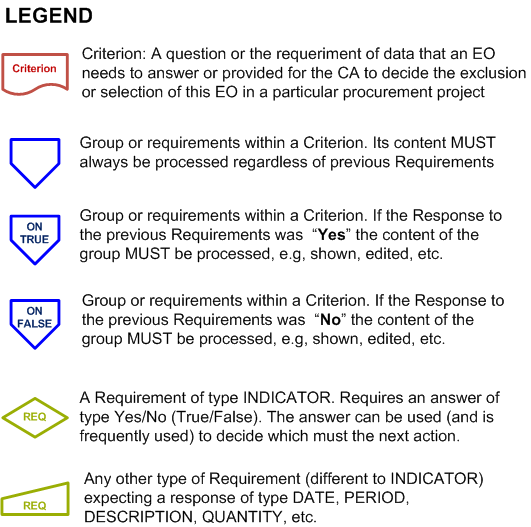 LEGEND
Criterion
Criterion: A question or the requeriment of data that an EO
needs to answer or provided for the CA to decide the exclusion
or selection of this EO in a particular procurement project
Group or requirements within a Criterion. Its content MUST
always be processed regardless of previous Requirements
ON
TRUE
Group or requirements within a Criterion. If the Response to
the previous Requirements was “Yes” the content of the
group MUST be processed, e.g, shown, edited, etc.
ON
FALSE
Group or requirements within a Criterion. If the Response to
the previous Requirements was “No” the content of the
group MUST be processed, e.g, shown, edited, etc.
REQ
A Requirement of type INDICATOR. Requires an answer of
type Yes/No (True/False). The answer can be used (and is
frequently used) to decide which must the next action.
REQ
Any other type of Requirement (different to INDICATOR)
expecting a response of type DATE, PERIOD,
DESCRIPTION, QUANTITY, etc.